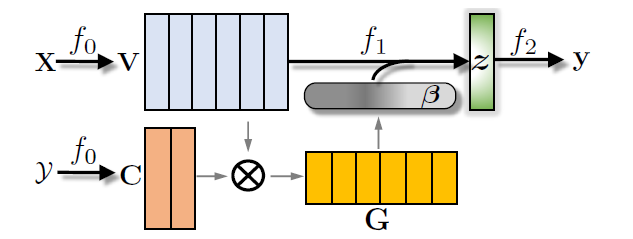 x f₀ V f₁ z f₂ y
β
𝒴 f₀ C ⊗
G